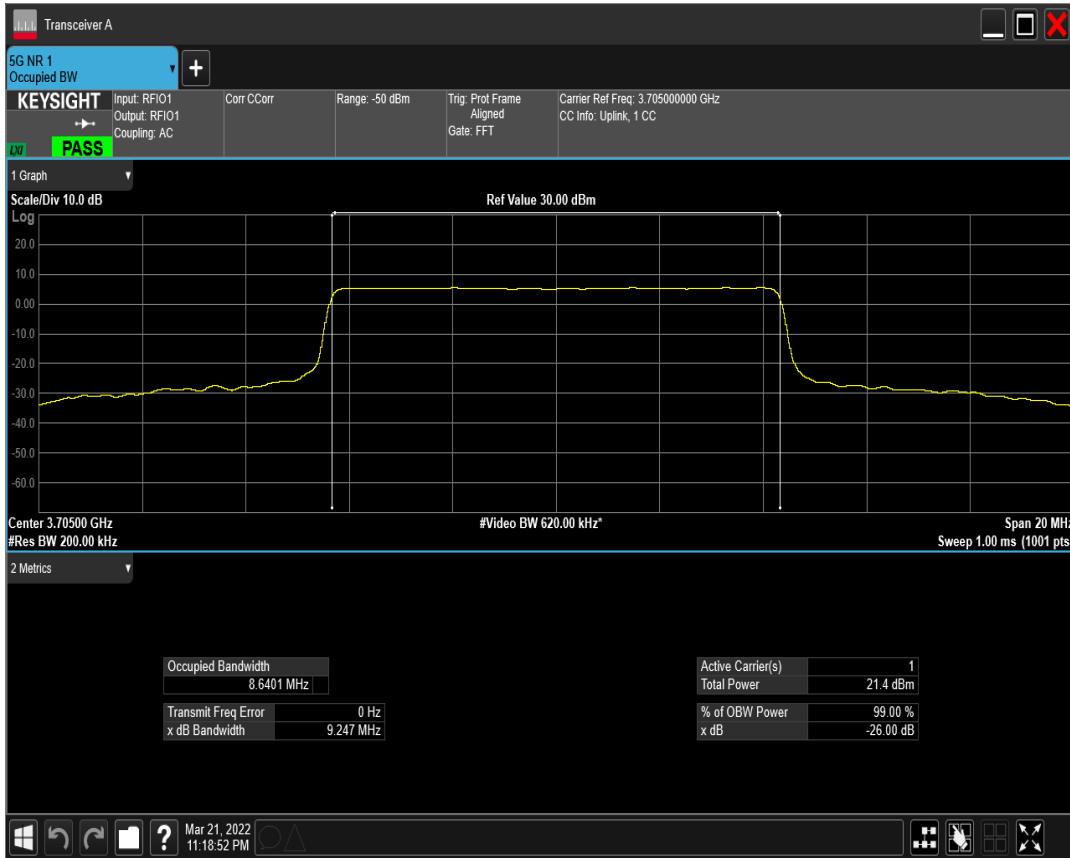 Transceiver A
5G NR 1
Occupied BW
+
KEYSIGHT
Input: RFIO1
Output: RFIO1
Coupling: AC
Corr CCorr
Range: -50 dBm
Trig: Prot Frame
Aligned
Gate: FFT
Carrier Ref Freq: 3.705000000 GHz
CC Info: Uplink, 1 CC
LXI
PASS
1 Graph
Scale/Div 10.0 dB
Ref Value 30.00 dBm
Log
20.0
10.0
0.00
-10.0
-20.0
-30.0
-40.0
-50.0
-60.0
Center 3.70500 GHz
#Video BW 620.00 kHz*
Span 20 MHz
#Res BW 200.00 kHz
Sweep 1.00 ms (1001 pts
2 Metrics
Occupied Bandwidth
8.6401 MHz
Transmit Freq Error 0 Hz
x dB Bandwidth 9.247 MHz
Active Carrier(s) 1
Total Power 21.4 dBm
% of OBW Power 99.00 %
x dB -26.00 dB
?
Mar 21, 2022
11:18:52 PM